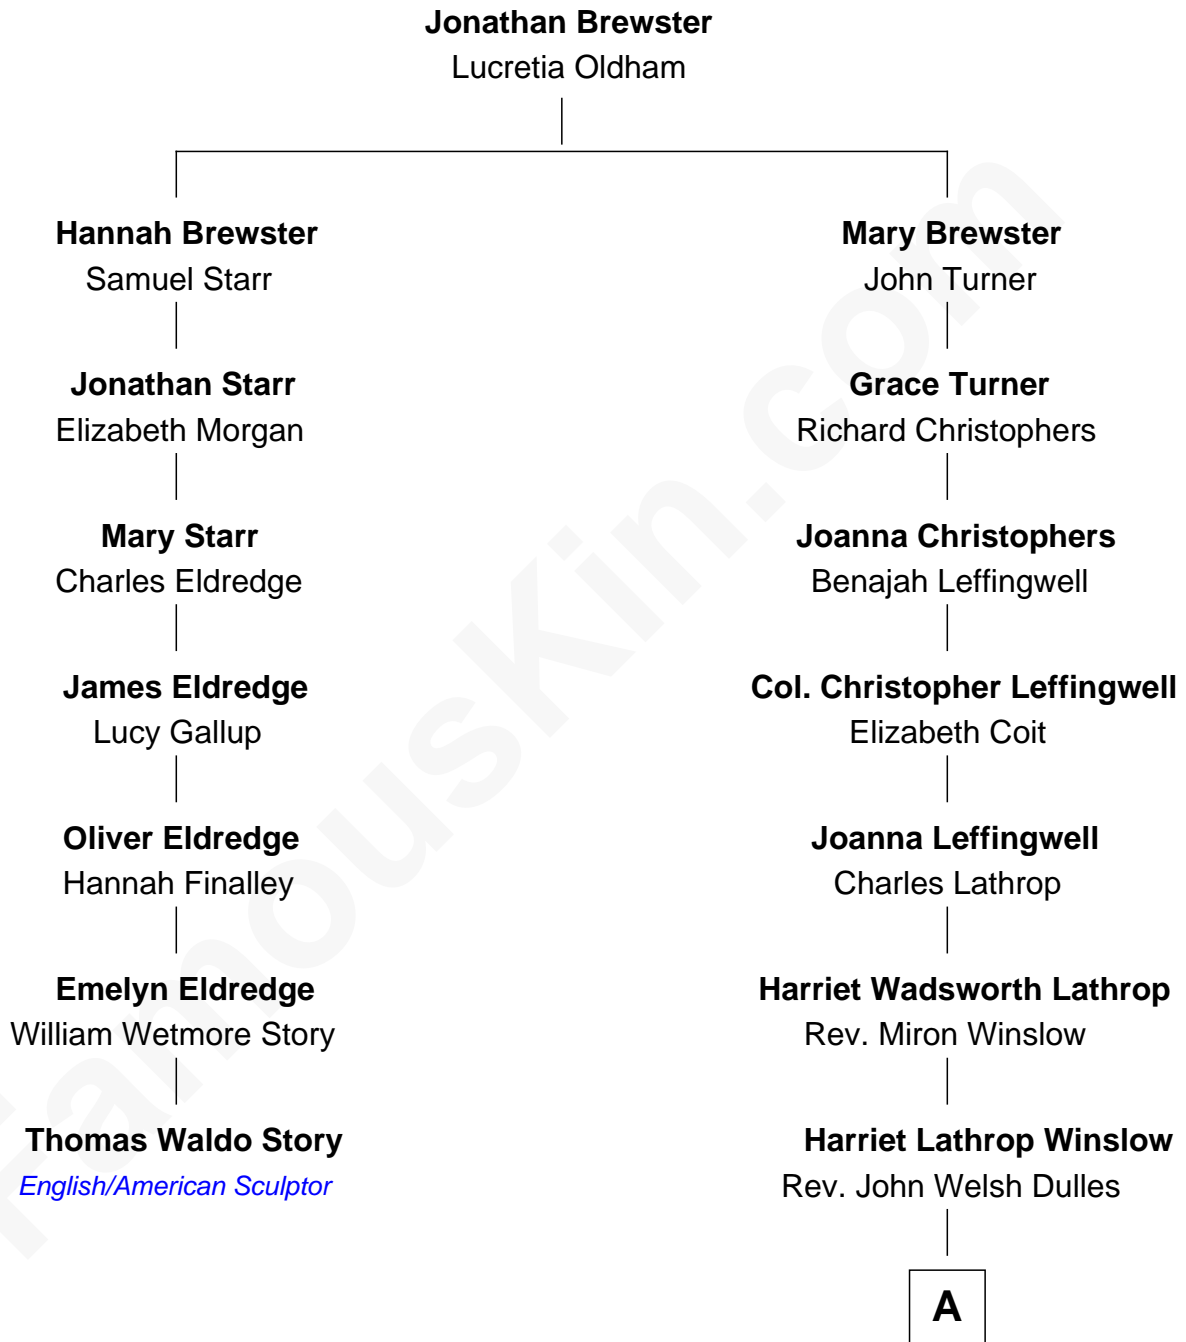 Jonathan Brewster
Lucretia Oldham
Hannah Brewster
Samuel Starr
Mary Brewster
John Turner
Jonathan Starr
Elizabeth Morgan
Grace Turner
Richard Christophers
Mary Starr
Charles Eldredge
Joanna Christophers
Benajah Leffingwell
James Eldredge
Lucy Gallup
Col. Christopher Leffingwell
Elizabeth Coit
Oliver Eldredge
Hannah Finalley
Joanna Leffingwell
Charles Lathrop
Emelyn Eldredge
William Wetmore Story
Harriet Wadsworth Lathrop
Rev. Miron Winslow
Thomas Waldo Story
English/American Sculptor
Harriet Lathrop Winslow
Rev. John Welsh Dulles
A
FamousKin.com